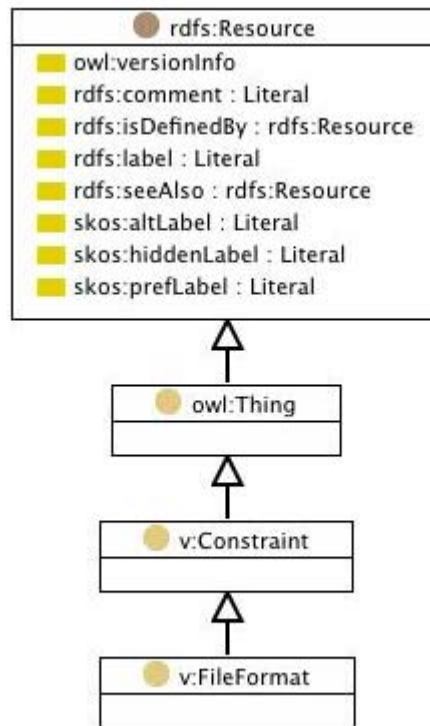 rdfs:Resource
owl:versionInfo
rdfs:comment : Literal
rdfs:isDefinedBy : rdfs:Resource
rdfs:label : Literal
rdfs:seeAlso : rdfs:Resource
skos:altLabel : Literal
skos:hiddenLabel : Literal
skos:prefLabel : Literal
owl:Thing
v:Constraint
v:FileFormat